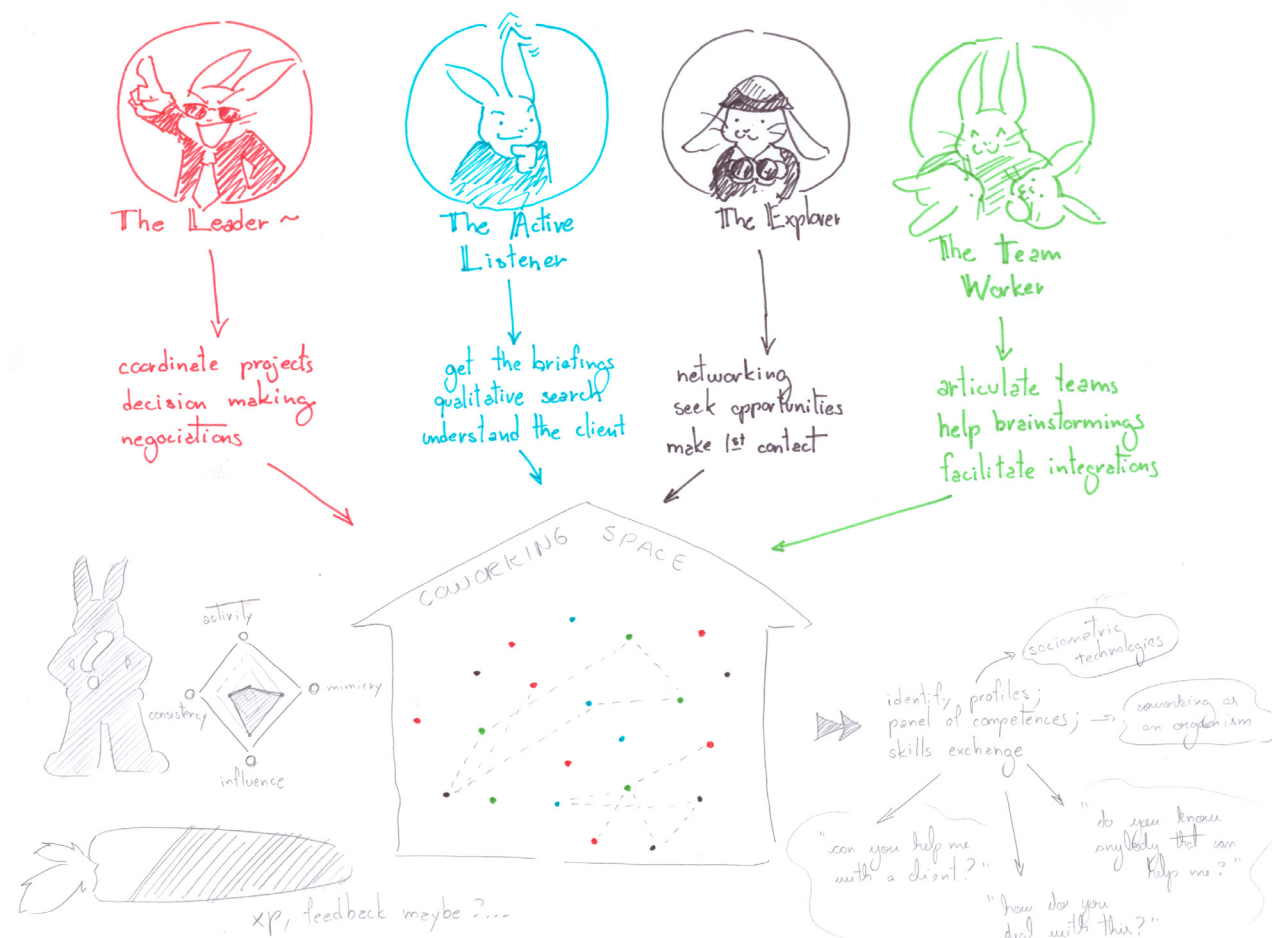 The Leader ~
The Active
Listener
The Explorer
The Team
Worker
coordinate projects
decision making
negociations
get the briefings
qualitative search
understand the client
networking
seek opportunities
make 1st contact
articulate teams
help brainstormings
facilitate integrations
COWORKING SPACE
?
activity
mimicry
consistency
influence
xp, feedback maybe?...
sociometric
technologies
identify profiles;
panel of competences;
skills exchange
coworking as
an organism
"can you help me
with a client?"
"how do you
deal with this?"
"do you know
anybody that can
help me?"